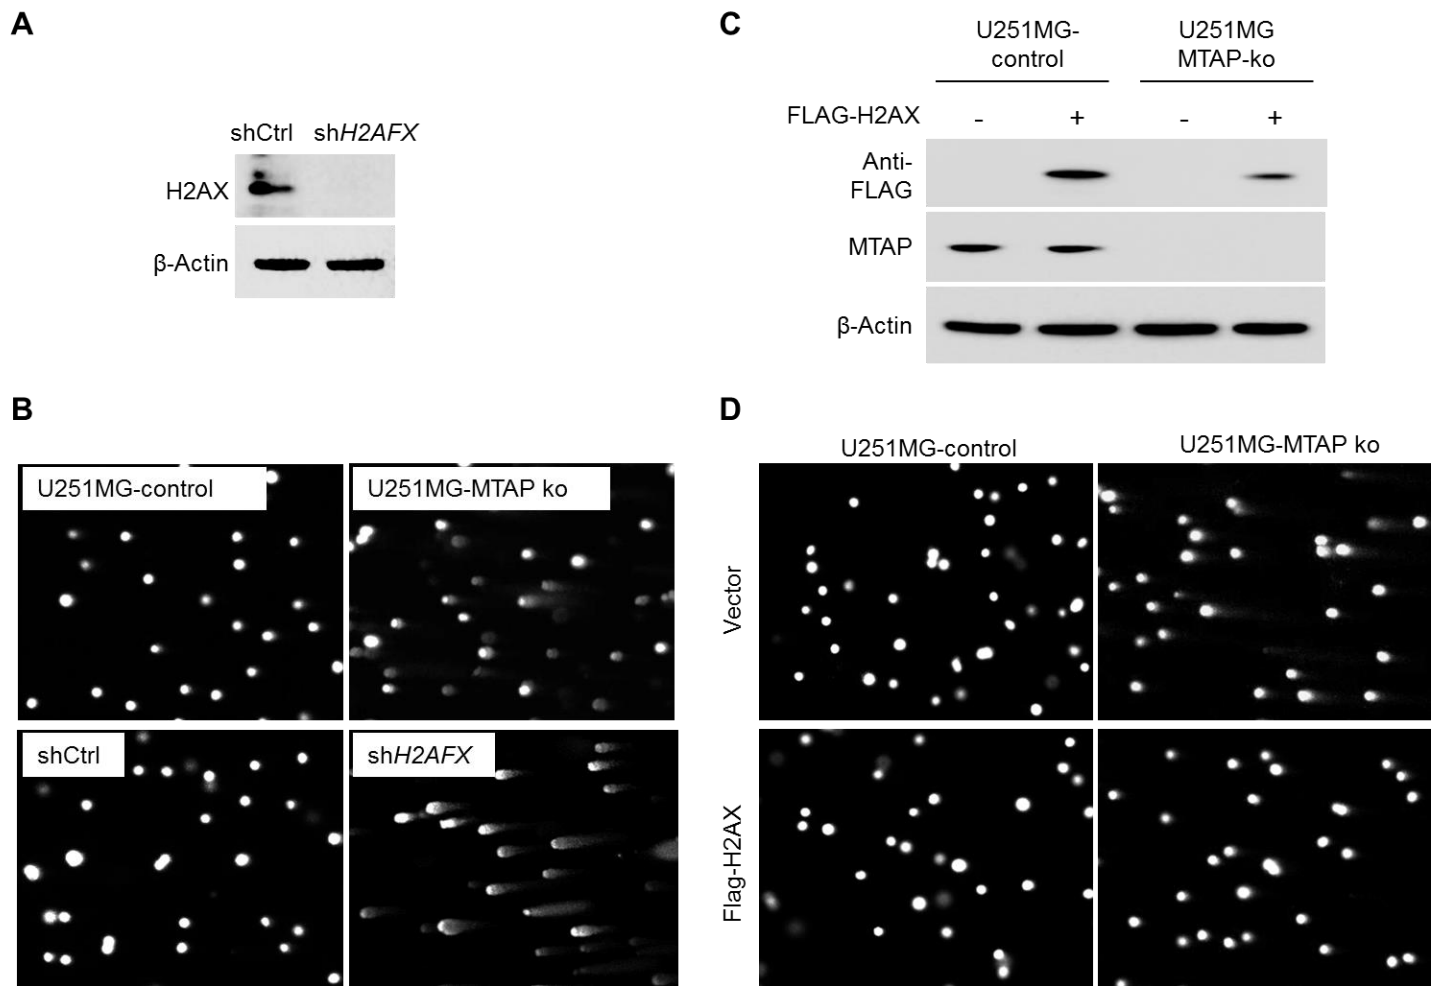 A
shCtrl shH2AFX
H2AX
β-Actin
B
U251MG-control
U251MG-MTAP ko
shCtrl
shH2AFX
C
U251MG-
control
U251MG
MTAP-ko
FLAG-H2AX - + - +
Anti-
FLAG
MTAP
β-Actin
D
U251MG-control
U251MG-MTAP ko
Vector
Flag-H2AX